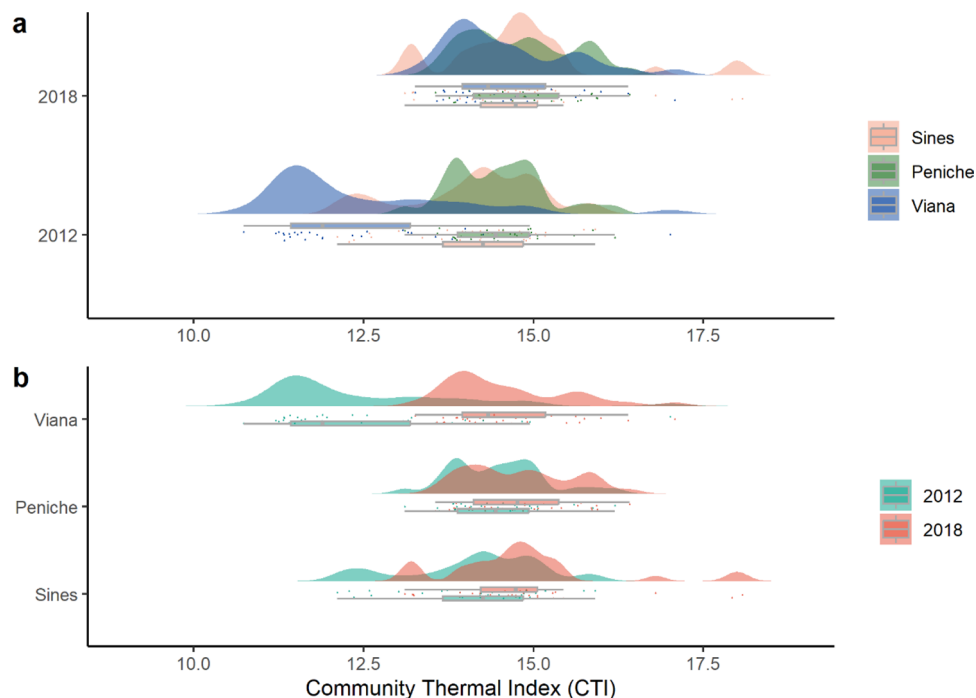 a
2018
2012
10.0 12.5 15.0 17.5
Sines
Peniche
Viana
b
Viana
Peniche
Sines
10.0 12.5 15.0 17.5
Community Thermal Index (CTI)
2012
2018